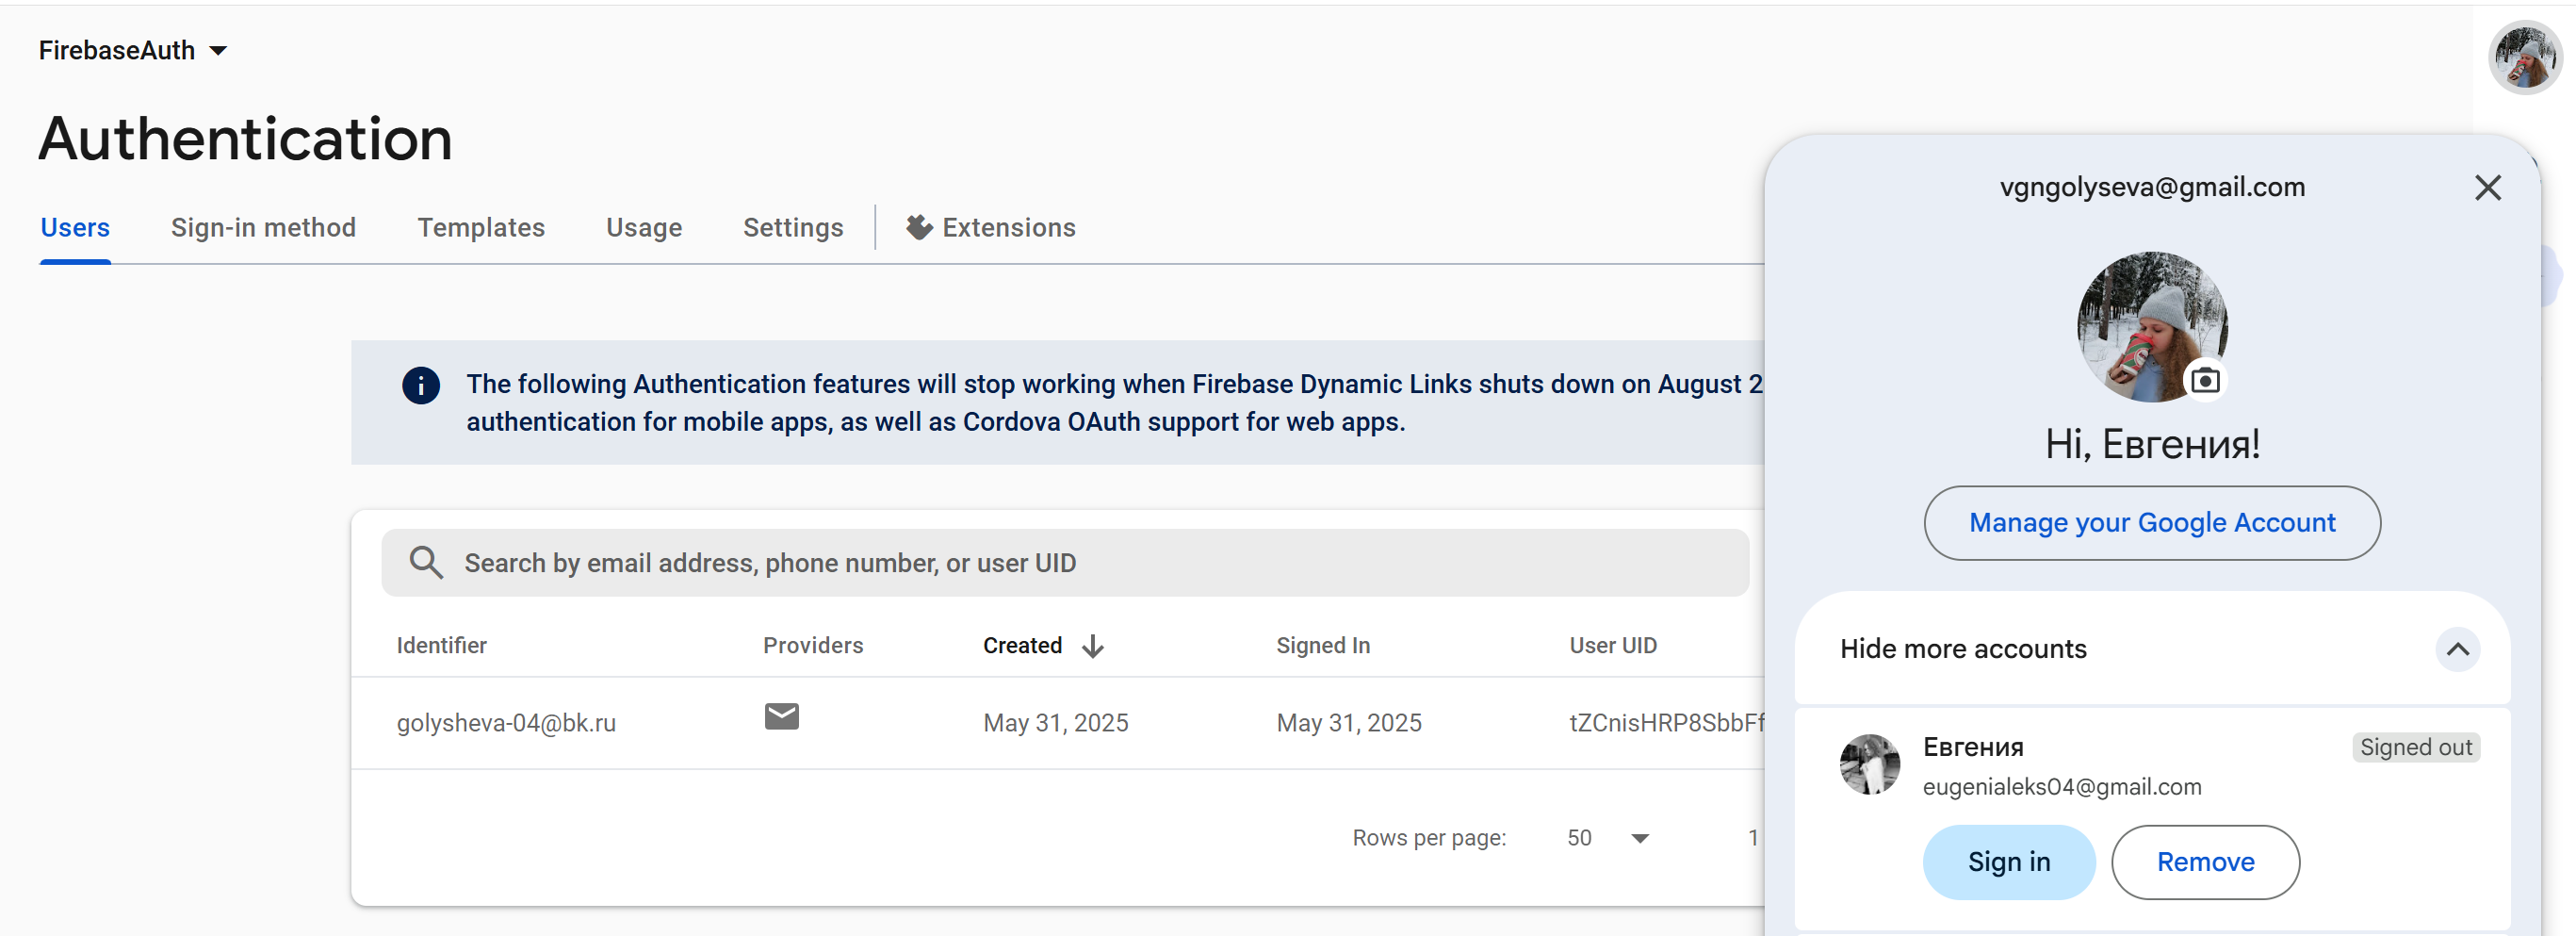 FirebaseAuth
Authentication
Users Sign-in method Templates Usage Settings Extensions
The following Authentication features will stop working when Firebase Dynamic Links shuts down on August 2
authentication for mobile apps, as well as Cordova OAuth support for web apps.
Search by email address, phone number, or user UID
Identifier Providers Created Signed In User UID
golysheva-04@bk.ru May 31, 2025 May 31, 2025 tZCnisHRP8SbbFf
Rows per page: 50 1
vgngolyseva@gmail.com
Hi, Евгения!
Manage your Google Account
Hide more accounts
Евгения Signed out
eugenialeks04@gmail.com
Sign in Remove